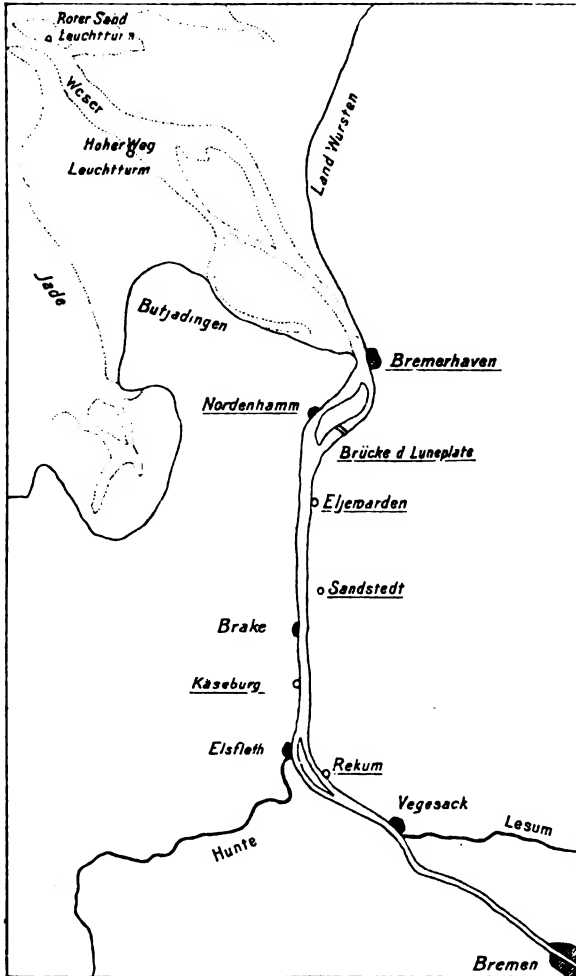 Roter Sand
Leuchtturm
Weser
Hoher Weg
Leuchtturm
Land Wursten
Jade
Butjadingen
Bremerhaven
Nordenhamm
Brücke d Luneplate
Eljewarden
Sandstedt
Brake
Käseburg
Elsfleth
Rekum
Vegesack
Lesum
Hunte
Bremen